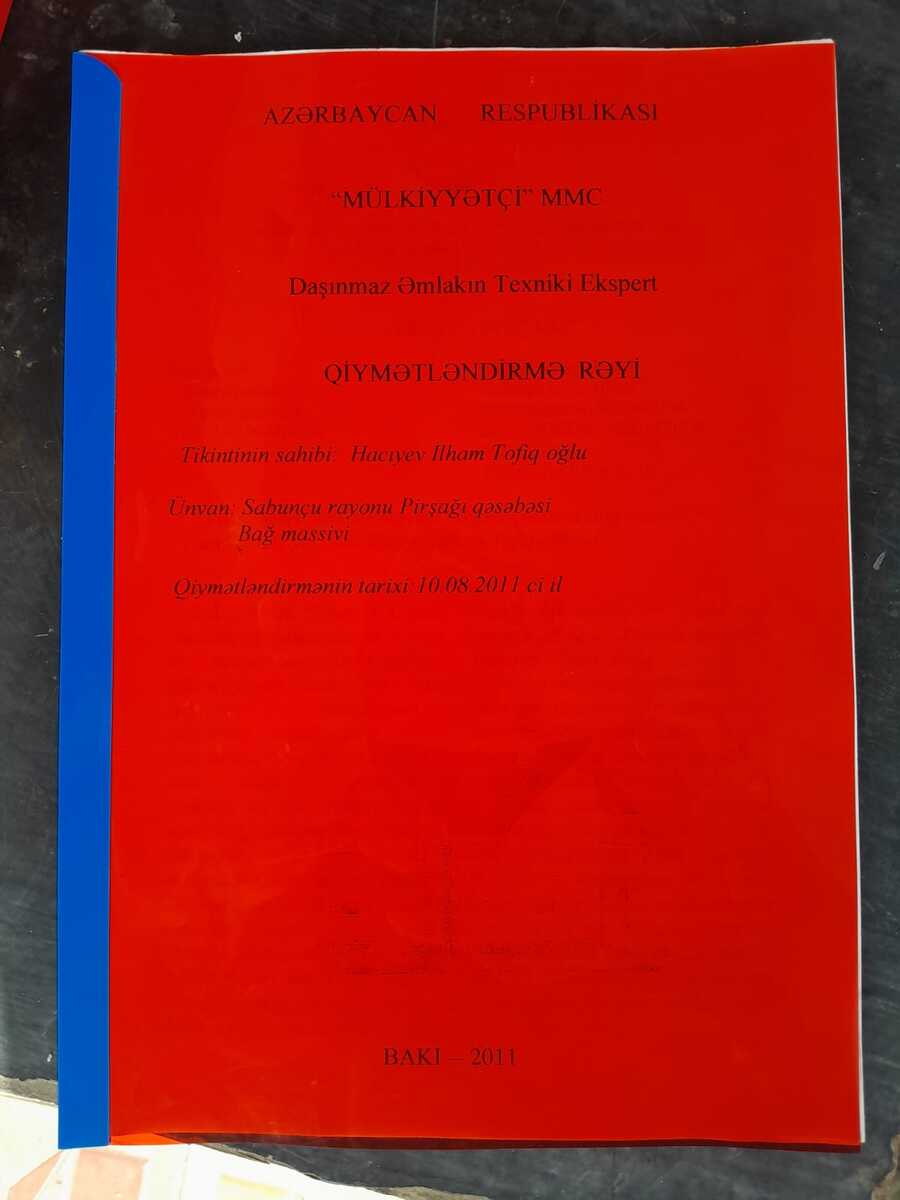 AZƏRBAYCAN RESPUBLİKASI
“MÜLKİYYƏTÇİ” MMC
Daşınmaz Əmlakın Texniki Ekspert
QİYMƏTLƏNDİRMƏ RƏYİ
Tikintinin sahibi: Hacıyev İlham Tofiq oğlu
Ünvan: Sabunçu rayonu Pirşağı qəsəbəsi
Bağ massivi
Qiymətləndirmənin tarixi 10.08.2011 ci il
BAKI – 2011